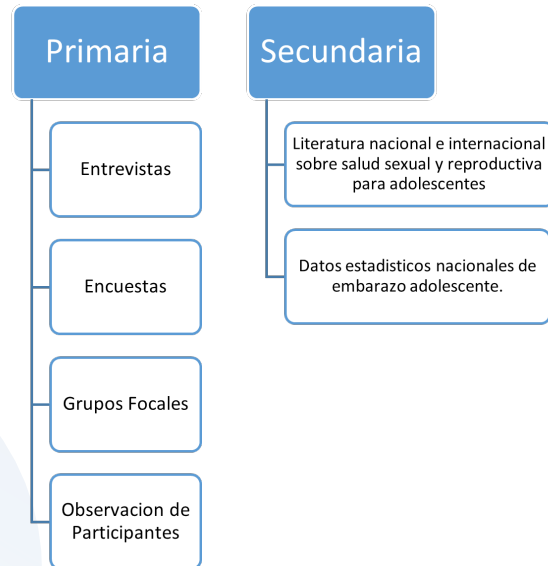 Primaria
Entrevistas
Encuestas
Grupos Focales
Observacion de
Participantes
Secundaria
Literatura nacional e internacional
sobre salud sexual y reproductiva
para adolescentes
Datos estadisticos nacionales de
embarazo adolescente.